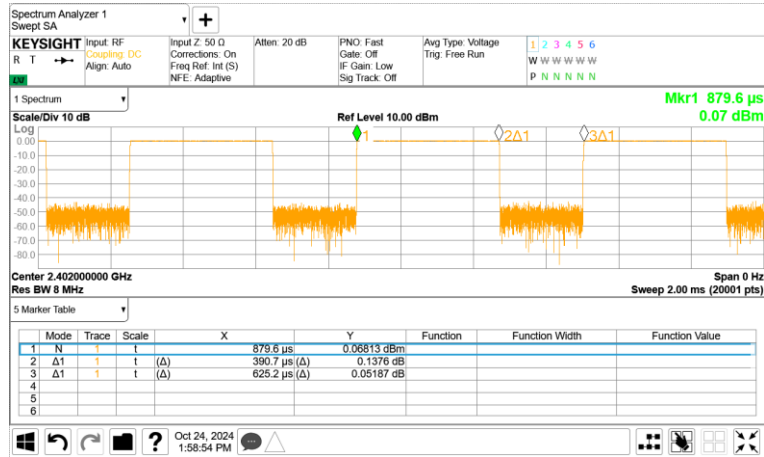 Spectrum Analyzer 1
Swept SA
KEYSIGHT
R T
LXI
Input: RF
Coupling: DC
Align: Auto
Input Z: 50 Ω
Corrections: On
Freq Ref: Int (S)
NFE: Adaptive
Atten: 20 dB
PNO: Fast
Gate: Off
IF Gain: Low
Sig Track: Off
Avg Type: Voltage
Trig: Free Run
1 2 3 4 5 6
W W W W W W
P N N N N N
1 Spectrum
Mkr1 879.6 µs
0.07 dBm
Scale/Div 10 dB
Ref Level 10.00 dBm
Log
1
2Δ1
3Δ1
0.00
-10.0
-20.0
-30.0
-40.0
-50.0
-60.0
-70.0
-80.0
Center 2.402000000 GHz
Span 0 Hz
Res BW 8 MHz
Sweep 2.00 ms (20001 pts)
5 Marker Table
Mode Trace Scale X Y Function Function Width Function Value
1 N 1 t 879.6 µs 0.06813 dBm
2 Δ1 1 t (Δ) 390.7 µs (Δ) 0.1376 dB
3 Δ1 1 t (Δ) 625.2 µs (Δ) 0.05187 dB
4
5
6
?
Oct 24, 2024
1:58:54 PM